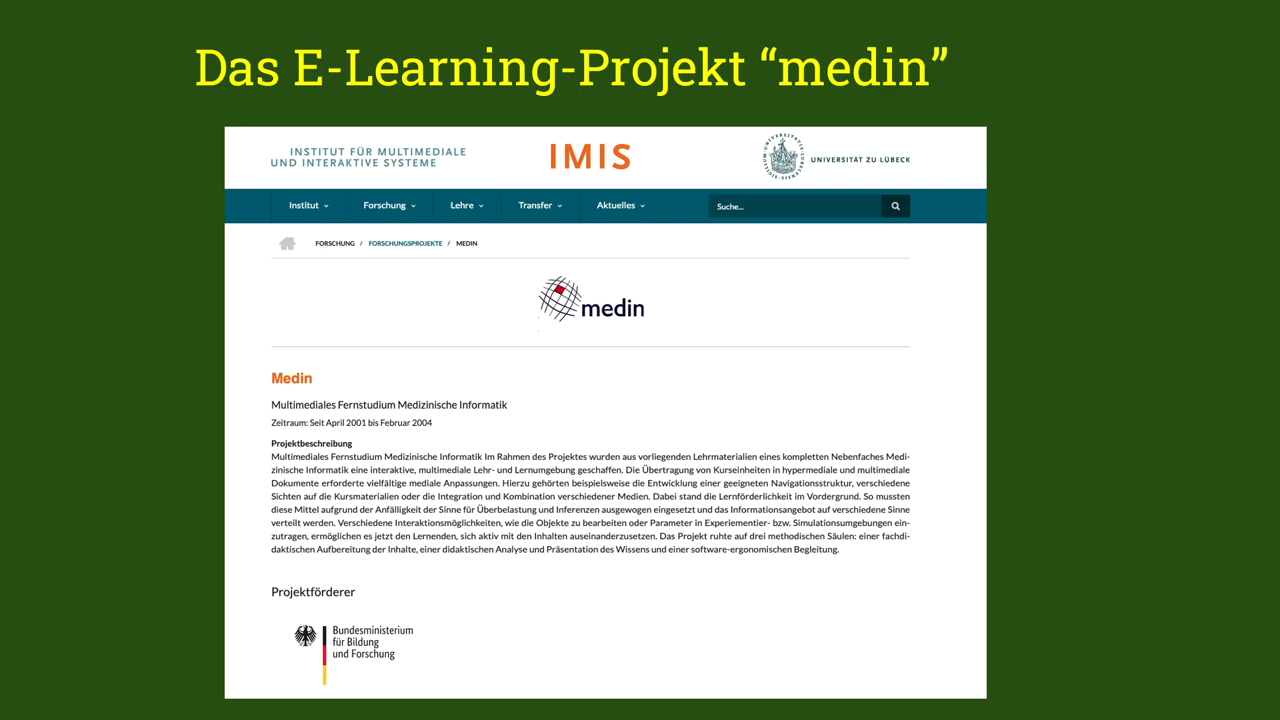 Das E-Learning-Projekt “medin”
INSTITUT FÜR MULTIMEDIALE
UND INTERAKTIVE SYSTEME
IMIS
UNIVERSITÄT ZU LÜBECK
Institut
Forschung
Lehre
Transfer
Aktuelles
Suche...
FORSCHUNG / FORSCHUNGSPROJEKTE / MEDIN
medin
Medin
Multimediales Fernstudium Medizinische Informatik
Zeitraum: Seit April 2001 bis Februar 2004
Projektbeschreibung
Multimediales Fernstudium Medizinische Informatik Im Rahmen des Projektes wurden aus vorliegenden Lehrmaterialien eines kompletten Nebenfaches Medi-
zinische Informatik eine interaktive, multimediale Lehr- und Lernumgebung geschaffen. Die Übertragung von Kurseinheiten in hypermediale und multimediale
Dokumente erforderte vielfältige mediale Anpassungen. Hierzu gehörten beispielsweise die Entwicklung einer geeigneten Navigationsstruktur, verschiedene
Sichten auf die Kursmaterialien oder die Integration und Kombination verschiedener Medien. Dabei stand die Lernförderlichkeit im Vordergrund. So mussten
diese Mittel aufgrund der Anfälligkeit der Sinne für Überbelastung und Inferenzen ausgewogen eingesetzt und das Informationsangebot auf verschiedene Sinne
verteilt werden. Verschiedene Interaktionsmöglichkeiten, wie die Objekte zu bearbeiten oder Parameter in Experiementier- bzw. Simulationsumgebungen ein-
zutragen, ermöglichen es jetzt den Lernenden, sich aktiv mit den Inhalten auseinanderzusetzen. Das Projekt ruhte auf drei methodischen Säulen: einer fachdi-
daktischen Aufbereitung der Inhalte, einer didaktischen Analyse und Präsentation des Wissens und einer software-ergonomischen Begleitung.
Projektförderer
Bundesministerium
für Bildung
und Forschung